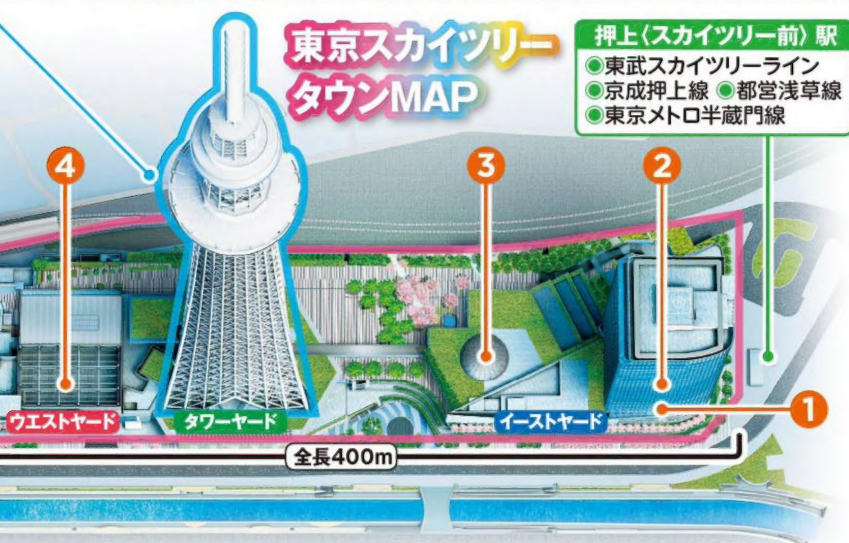 東京スカイツリー
タウンMAP
押上〈スカイツリー前〉駅
◉東武スカイツリーライン
◉京成押上線 ◉都営浅草線
◉東京メトロ半蔵門線
4
3
2
1
ウエストヤード
タワーヤード
イーストヤード
全長400m